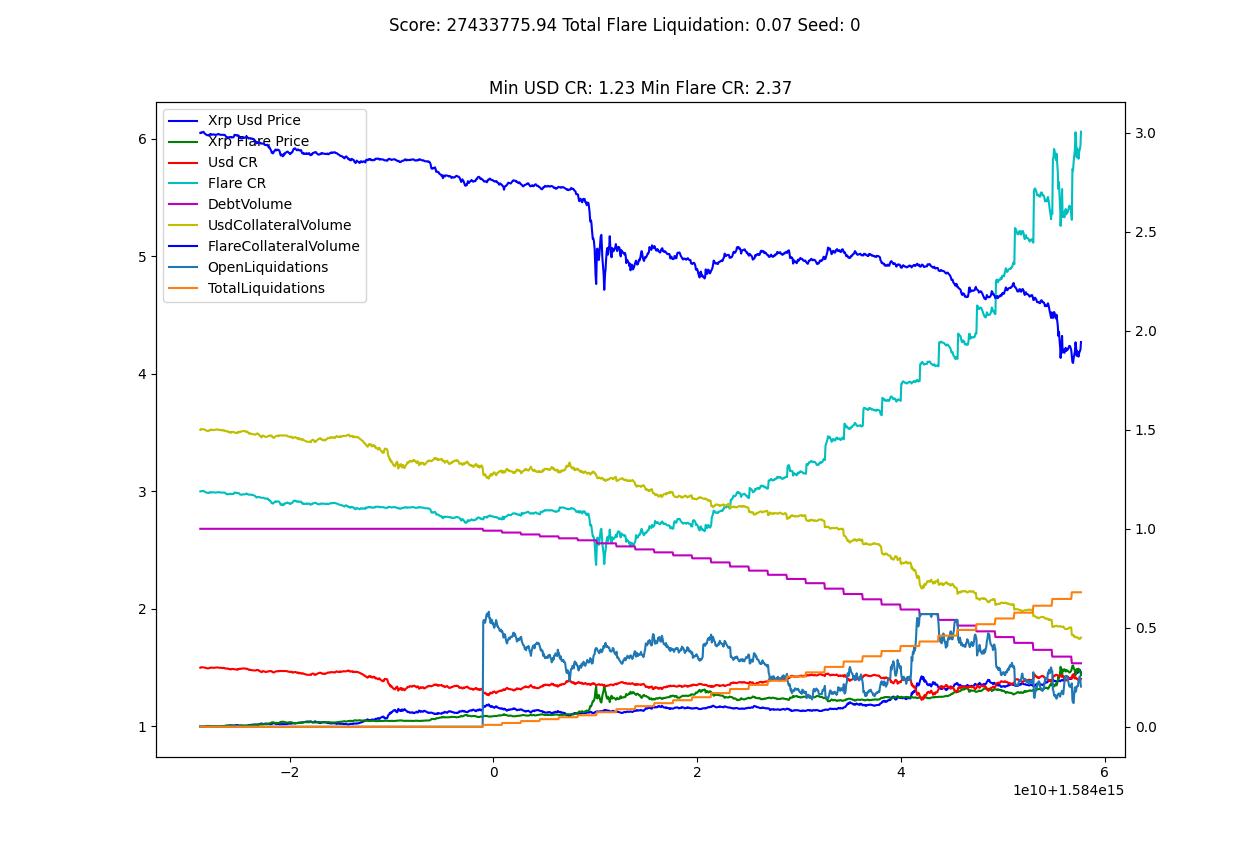 Score: 27433775.94 Total Flare Liquidation: 0.07 Seed: 0
Min USD CR: 1.23 Min Flare CR: 2.37
Xrp Usd Price
Xrp Flare Price
Usd CR
Flare CR
DebtVolume
UsdCollateralVolume
FlareCollateralVolume
OpenLiquidations
TotalLiquidations
6
5
4
3
2
1
3.0
2.5
2.0
1.5
1.0
0.5
0.0
−2
0
2
4
6
1e10+1.584e15